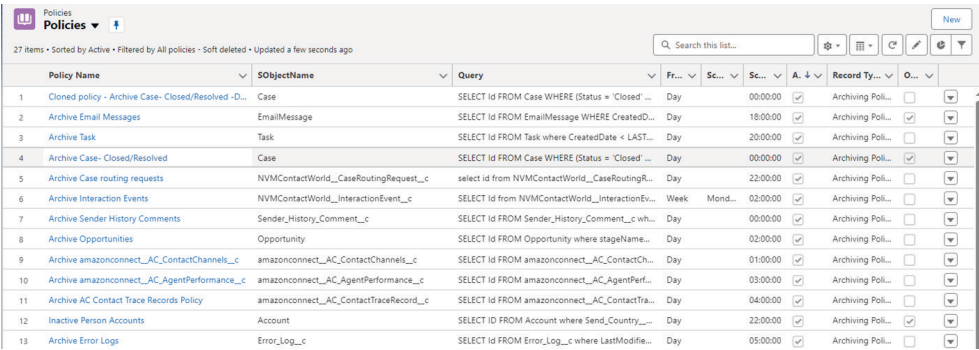 Policies
Policies
New
27 items • Sorted by Active • Filtered by All policies - Soft deleted • Updated a few seconds ago
Search this list...
Policy Name SObjectName Query Fr... Sc... Sc... A. Record Ty... O...
1 Cloned policy - Archive Case- Closed/Resolved -D... Case SELECT Id FROM Case WHERE (Status = 'Closed' ... Day 00:00:00 Archiving Poli...
2 Archive Email Messages EmailMessage SELECT Id FROM EmailMessage WHERE CreatedD... Day 18:00:00 Archiving Poli...
3 Archive Task Task SELECT Id FROM Task where CreatedDate < LAST... Day 20:00:00 Archiving Poli...
4 Archive Case- Closed/Resolved Case SELECT Id FROM Case WHERE (Status = 'Closed' ... Day 00:00:00 Archiving Poli...
5 Archive Case routing requests NVMContactWorld__CaseRoutingRequest__c select id from NVMContactWorld__CaseRoutingR... Day 22:00:00 Archiving Poli...
6 Archive Interaction Events NVMContactWorld__InteractionEvent__c SELECT Id from NVMContactWorld__InteractionEv... Week Mond... 02:00:00 Archiving Poli...
7 Archive Sender History Comments Sender_History_Comment__c SELECT Id FROM Sender_History_Comment__c wh... Day 00:00:00 Archiving Poli...
8 Archive Opportunities Opportunity SELECT Id FROM Opportunity where stageName... Day 02:00:00 Archiving Poli...
9 Archive amazonconnect__AC_ContactChannels__c amazonconnect__AC_ContactChannels__c SELECT Id FROM amazonconnect__AC_ContactCh... Day 01:00:00 Archiving Poli...
10 Archive amazonconnect__AC_AgentPerformance__c amazonconnect__AC_AgentPerformance__c SELECT Id FROM amazonconnect__AC_AgentPerf... Day 03:00:00 Archiving Poli...
11 Archive AC Contact Trace Records Policy amazonconnect__AC_ContactTraceRecord__c SELECT Id FROM amazonconnect__AC_ContactTra... Day 04:00:00 Archiving Poli...
12 Inactive Person Accounts Account SELECT ID FROM Account where Send_Country__... Day 22:00:00 Archiving Poli...
13 Archive Error Logs Error_Log__c SELECT Id FROM Error_Log__c where LastModifie... Day 05:00:00 Archiving Poli...